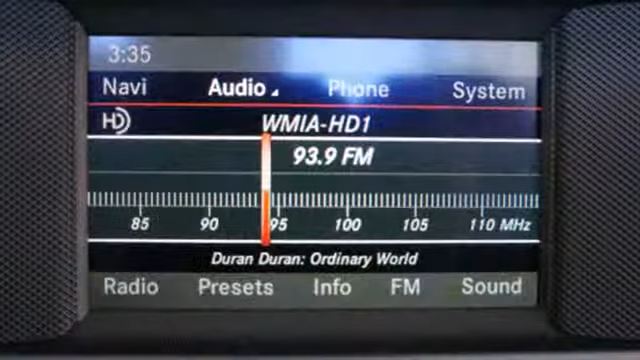 3:35
Navi Audio Phone System
HD WMIA-HD1
93.9 FM
85 90 95 100 105 110 MHz
Duran Duran: Ordinary World
Radio Presets Info FM Sound